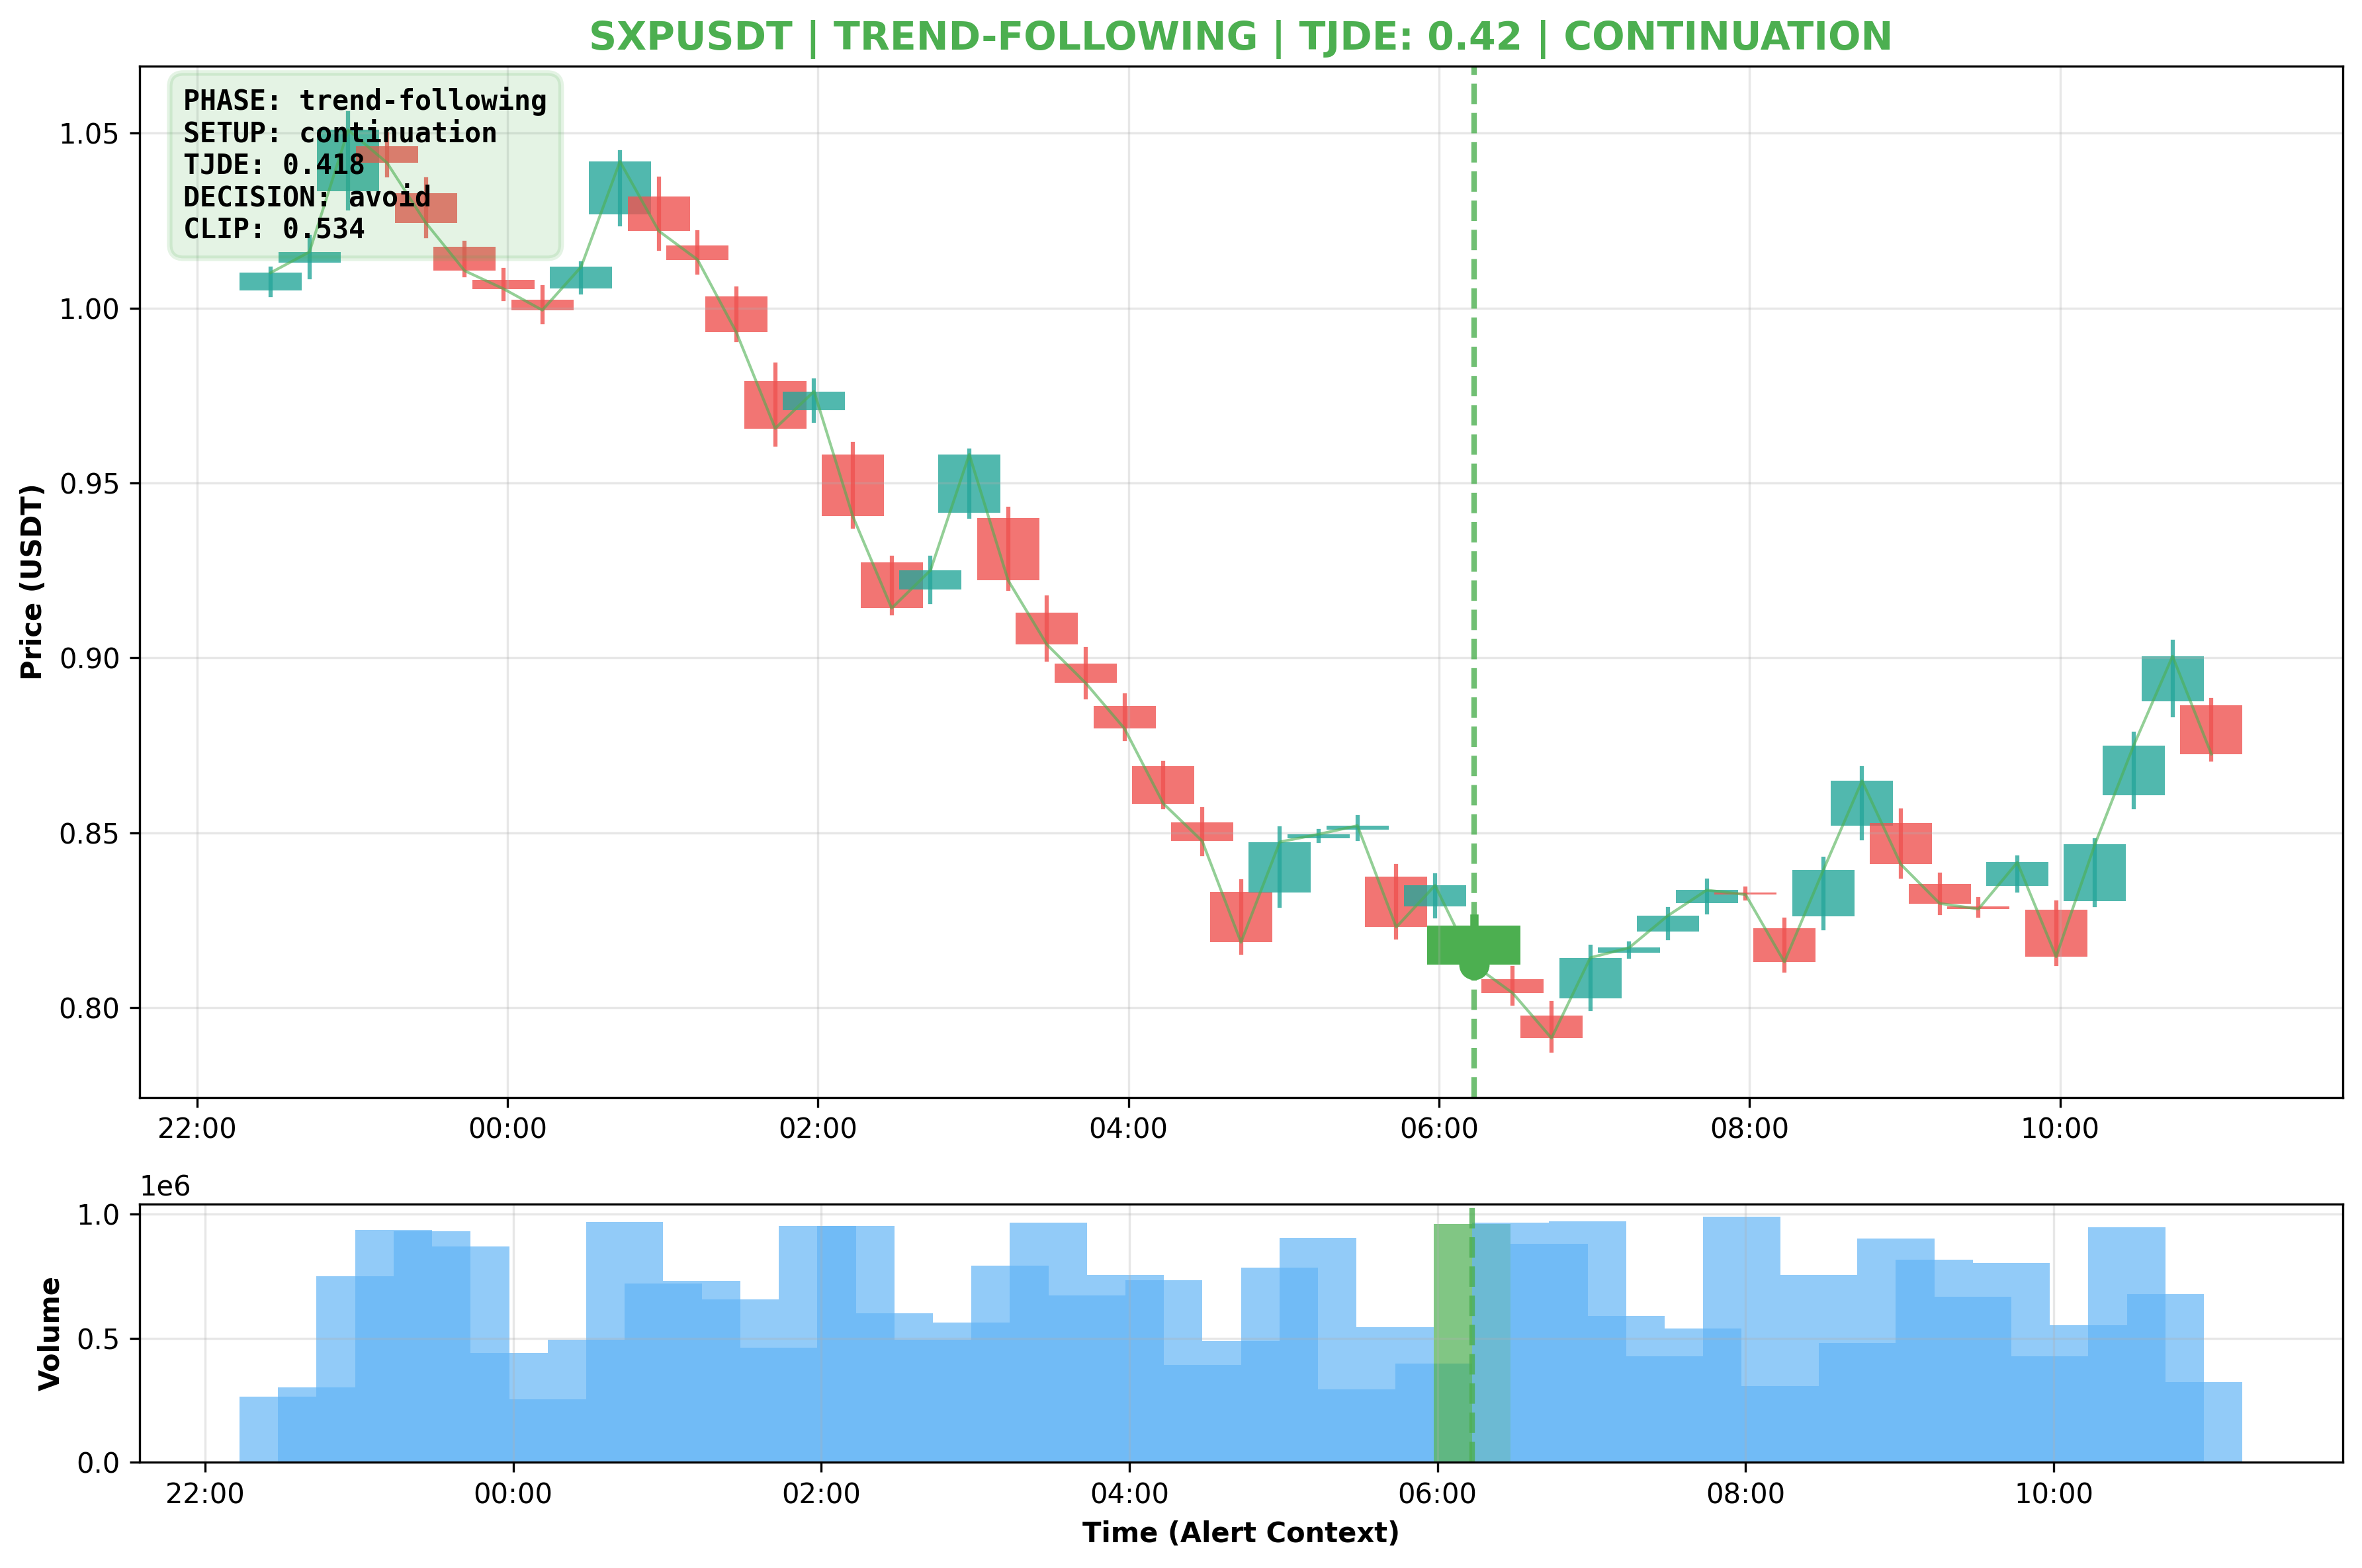 SXPUSDT | TREND-FOLLOWING | TJDE: 0.42 | CONTINUATION
PHASE: trend-following
SETUP: continuation
TJDE: 0.418
DECISION: avoid
CLIP: 0.534
Price (USDT)
1.05
1.00
0.95
0.90
0.85
0.80
22:00 00:00 02:00 04:00 06:00 08:00 10:00
1e6
Volume
1.0
0.5
0.0
22:00 00:00 02:00 04:00 06:00 08:00 10:00
Time (Alert Context)